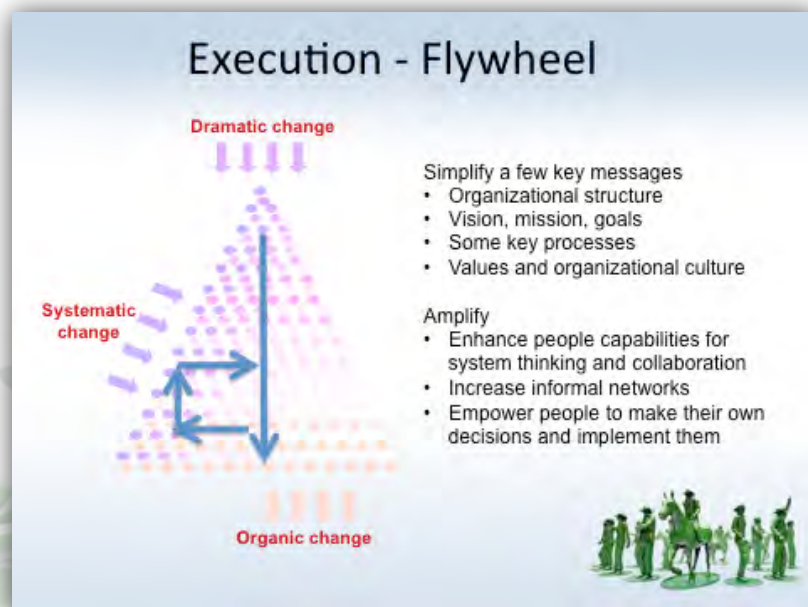 Execution - Flywheel
Dramatic change
Simplify a few key messages
• Organizational structure
• Vision, mission, goals
• Some key processes
• Values and organizational culture
Systematic
change
Amplify
• Enhance people capabilities for
system thinking and collaboration
• Increase informal networks
• Empower people to make their own
decisions and implement them
Organic change